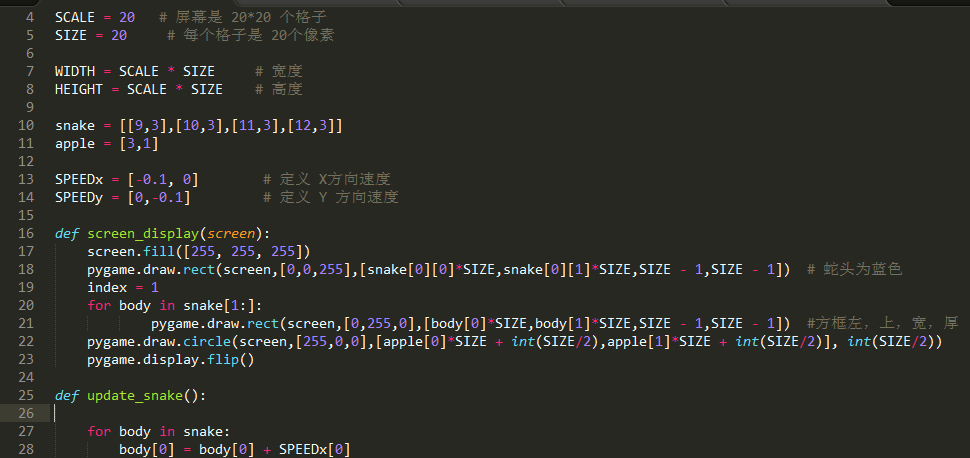 4 SCALE = 20   # 屏幕是 20*20 个格子
5 SIZE = 20     # 每个格子是 20个像素
6
7 WIDTH = SCALE * SIZE     # 宽度
8 HEIGHT = SCALE * SIZE    # 高度
9
10 snake = [[9,3],[10,3],[11,3],[12,3]]
11 apple = [3,1]
12
13 SPEEDx = [-0.1, 0]        # 定义 X方向速度
14 SPEEDy = [0,-0.1]         # 定义 Y 方向速度
15
16 def screen_display(screen):
17     screen.fill([255, 255, 255])
18     pygame.draw.rect(screen,[0,0,255],[snake[0][0]*SIZE,snake[0][1]*SIZE,SIZE - 1,SIZE - 1])  # 蛇头为蓝色
19     index = 1
20     for body in snake[1:]:
21             pygame.draw.rect(screen,[0,255,0],[body[0]*SIZE,body[1]*SIZE,SIZE - 1,SIZE - 1])  #方框左，上，宽，厚
22     pygame.draw.circle(screen,[255,0,0],[apple[0]*SIZE + int(SIZE/2),apple[1]*SIZE + int(SIZE/2)], int(SIZE/2))
23     pygame.display.flip()
24
25 def update_snake():
26
27     for body in snake:
28         body[0] = body[0] + SPEEDx[0]